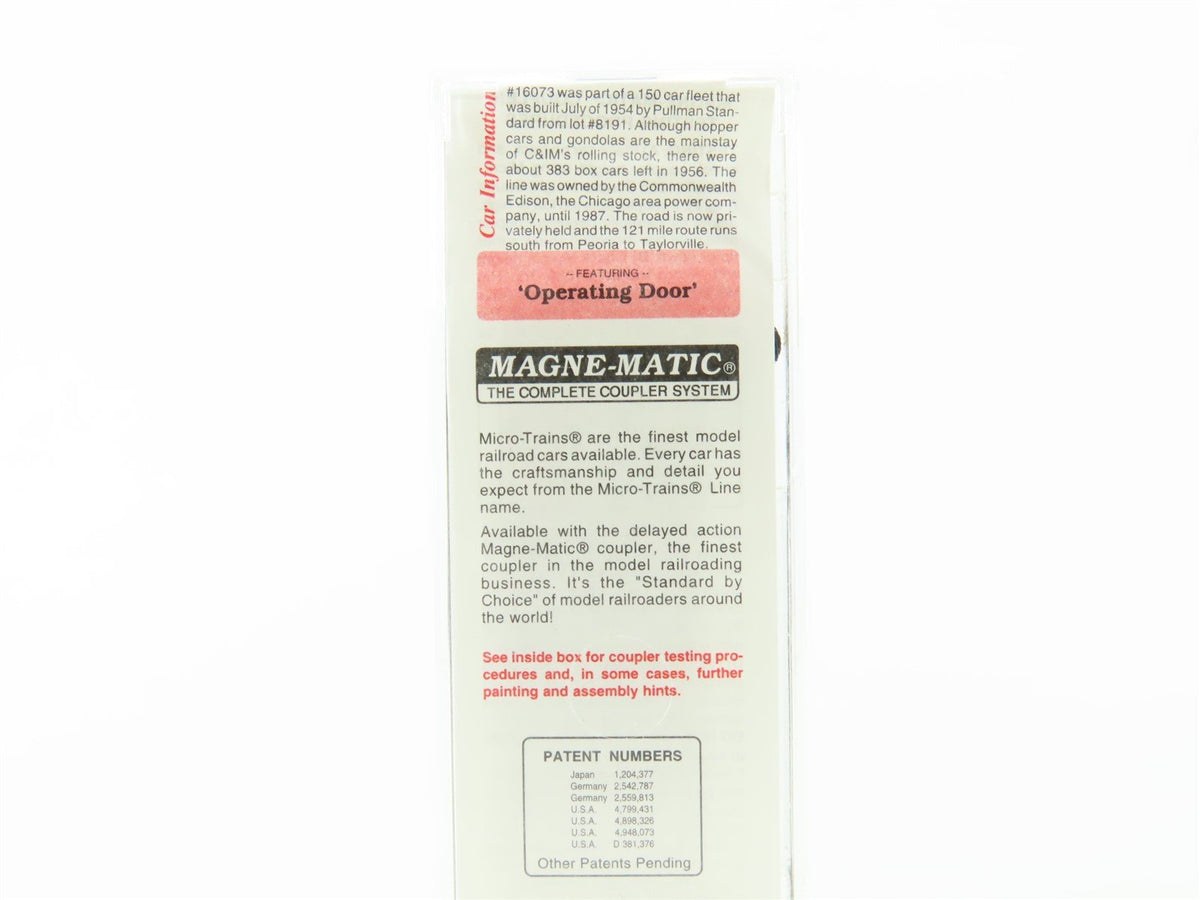 Car Information
#16073 was part of a 150 car fleet that
was built July of 1954 by Pullman Stan-
dard from lot #8191. Although hopper
cars and gondolas are the mainstay
of C&IM's rolling stock, there were
about 383 box cars left in 1956. The
line was owned by the Commonwealth
Edison, the Chicago area power com-
pany, until 1987. The road is now pri-
vately held and the 121 mile route runs
south from Peoria to Taylorville.
-- FEATURING --
'Operating Door'
MAGNE-MATIC®
THE COMPLETE COUPLER SYSTEM
Micro-Trains® are the finest model
railroad cars available. Every car has
the craftsmanship and detail you
expect from the Micro-Trains® Line
name.
Available with the delayed action
Magne-Matic® coupler, the finest
coupler in the model railroading
business. It's the "Standard by
Choice" of model railroaders around
the world!
See inside box for coupler testing pro-
cedures and, in some cases, further
painting and assembly hints.
PATENT NUMBERS
Japan 1,204,377
Germany 2,542,787
Germany 2,559,813
U.S.A. 4,799,431
U.S.A. 4,898,326
U.S.A. 4,948,073
U.S.A. D 381,376
Other Patents Pending